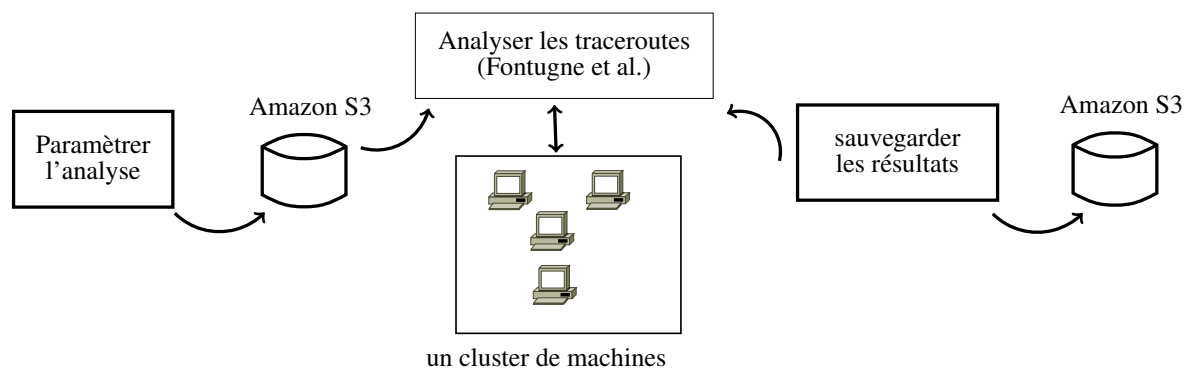 Analyser les traceroutes
(Fontugne et al.)
Amazon S3
Amazon S3
Paramètrer
l'analyse
sauvegarder
les résultats
un cluster de machines